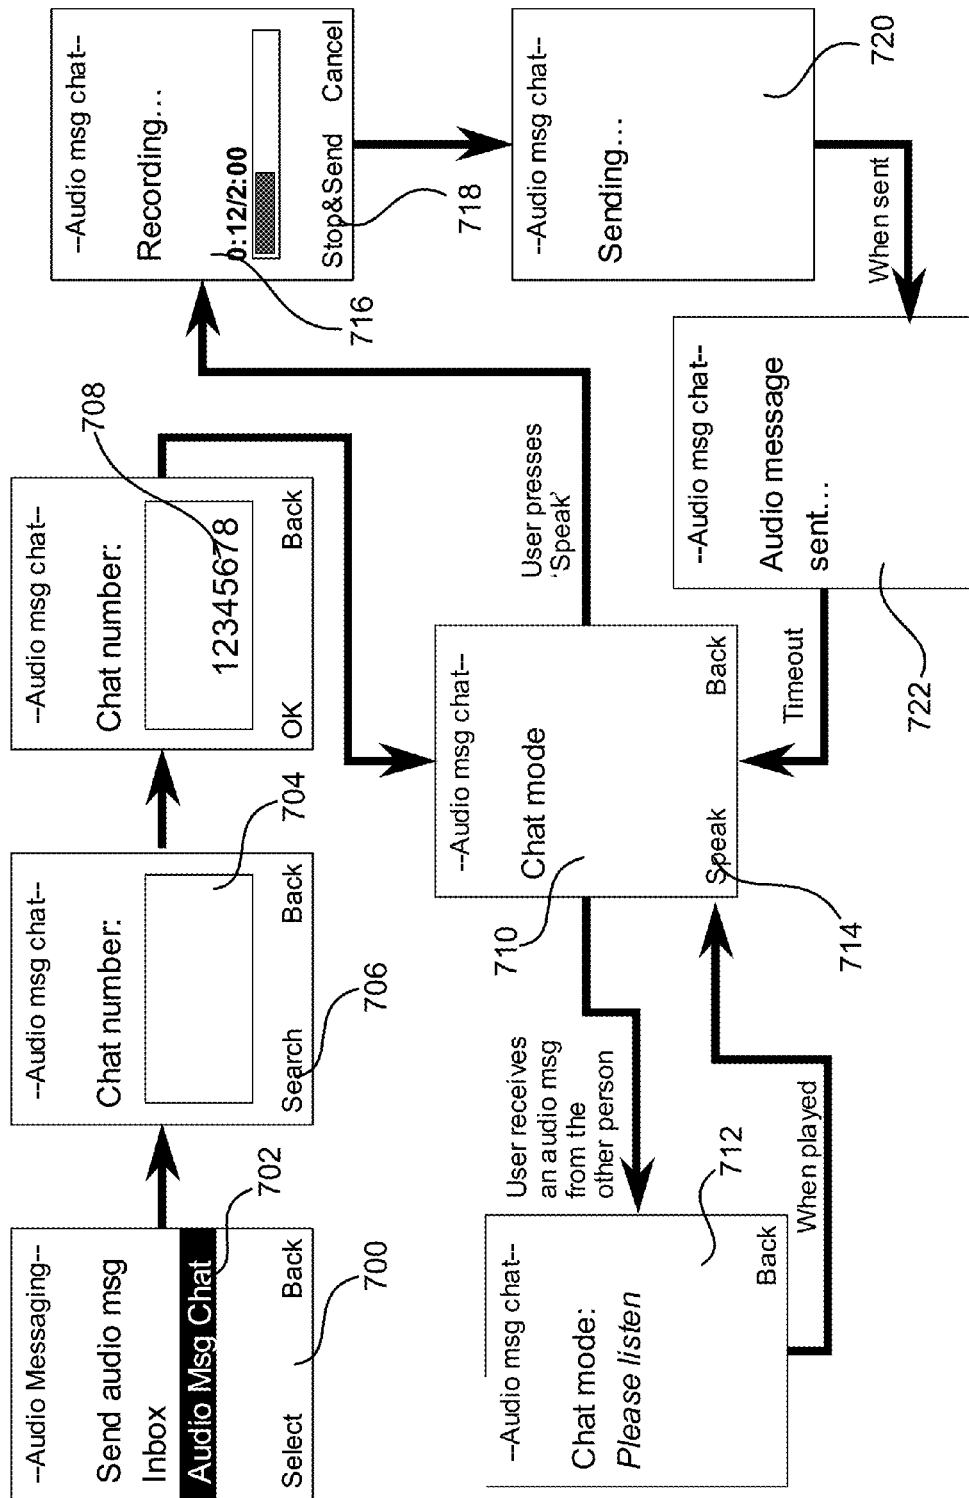 --Audio Messaging--
Send audio msg
Inbox
Audio Msg Chat
Select Back
700
702
--Audio msg chat--
Chat number:
Search Back
704
706
--Audio msg chat--
Chat number:
12345678
OK Back
708
--Audio msg chat--
Recording...
0:12/2:00
Stop&Send Cancel
716
718
--Audio msg chat--
Chat mode:
Please listen
Back
712
User receives
an audio msg
from the
other person
When played
--Audio msg chat--
Chat mode
Speak Back
710
714
User presses
'Speak'
Timeout
--Audio msg chat--
Audio message
sent...
722
When sent
--Audio msg chat--
Sending...
720